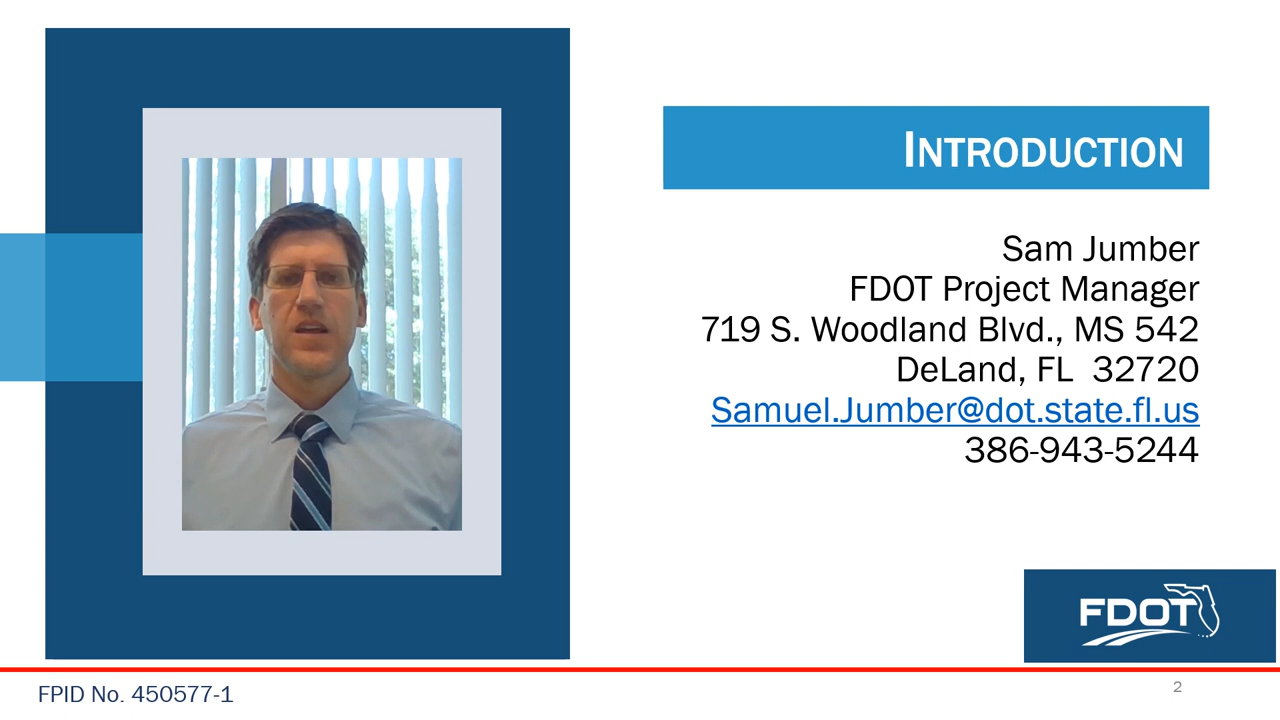 INTRODUCTION
Sam Jumber
FDOT Project Manager
719 S. Woodland Blvd., MS 542
DeLand, FL  32720
Samuel.Jumber@dot.state.fl.us
386-943-5244
FDOT
FPID No. 450577-1
2